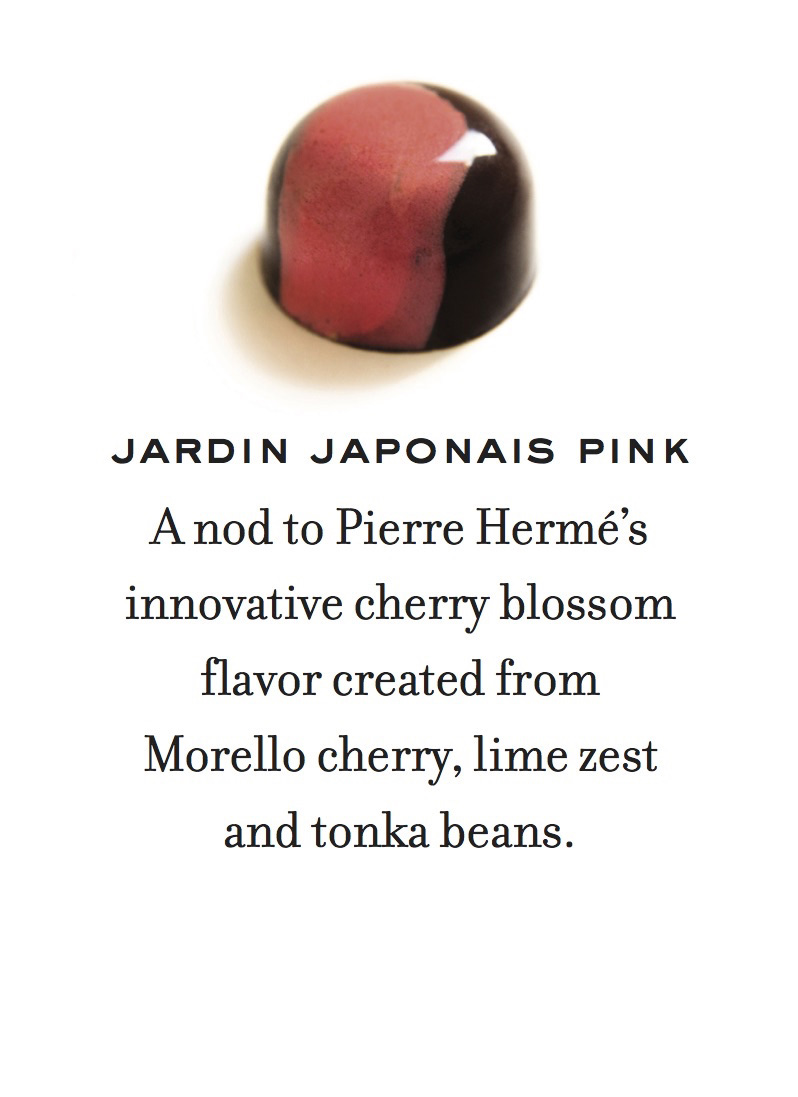 JARDIN JAPONAIS PINK
A nod to Pierre Hermé’s
innovative cherry blossom
flavor created from
Morello cherry, lime zest
and tonka beans.